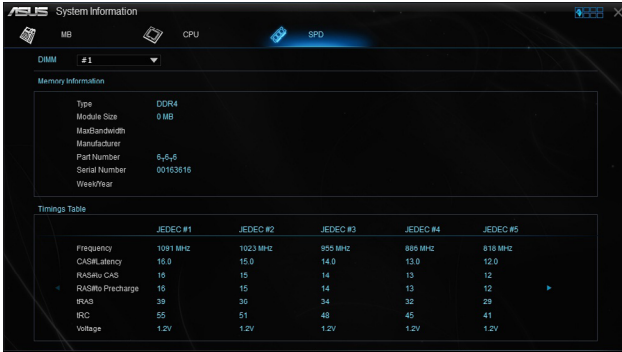 ASUS System Information
MB CPU SPD
DIMM #1
Memory Information
Type DDR4
Module Size 0 MB
MaxBandwidth
Manufacturer
Part Number 6┐6┐6
Serial Number 00163616
Week/Year
Timings Table
JEDEC #1 JEDEC #2 JEDEC #3 JEDEC #4 JEDEC #5
Frequency 1091 MHz 1023 MHz 955 MHz 886 MHz 818 MHz
CAS#Latency 16.0 15.0 14.0 13.0 12.0
RAS#to CAS 16 15 14 13 12
RAS#to Precharge 16 15 14 13 12
tRAS 39 36 34 32 29
tRC 55 51 48 45 41
Voltage 1.2V 1.2V 1.2V 1.2V 1.2V